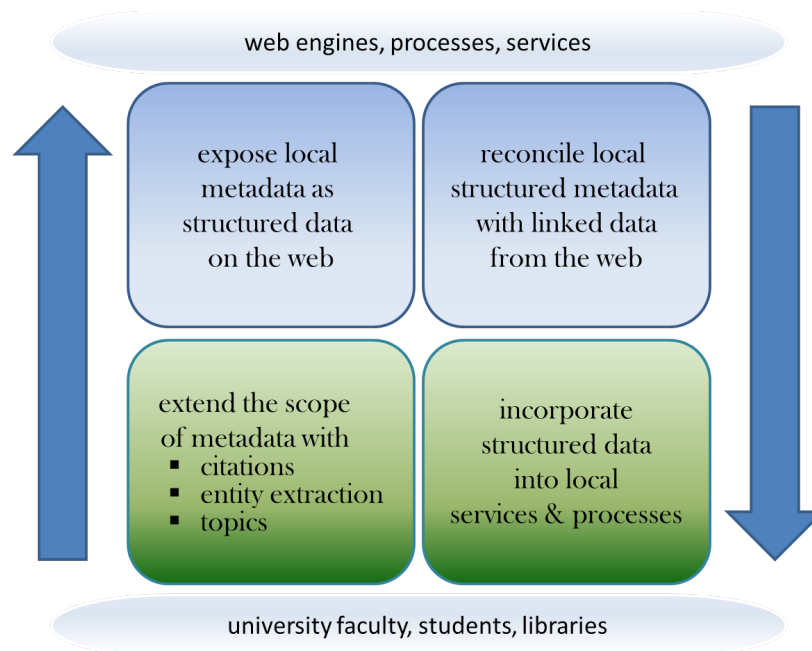 web engines, processes, services
expose local
metadata as
structured data
on the web
reconcile local
structured metadata
with linked data
from the web
extend the scope
of metadata with
▪ citations
▪ entity extraction
▪ topics
incorporate
structured data
into local
services & processes
university faculty, students, libraries